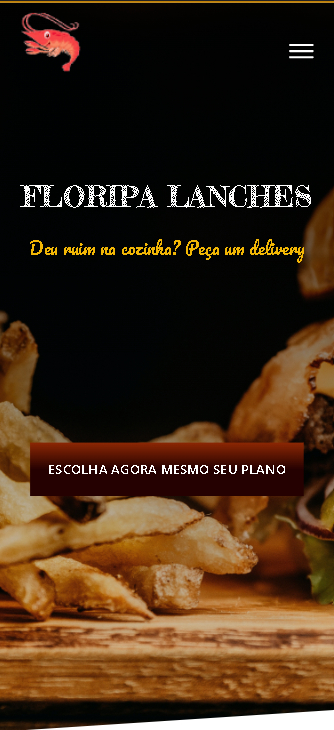 FLORIPA LANCHES
Deu ruim na cozinha? Peça um delivery
ESCOLHA AGORA MESMO SEU PLANO